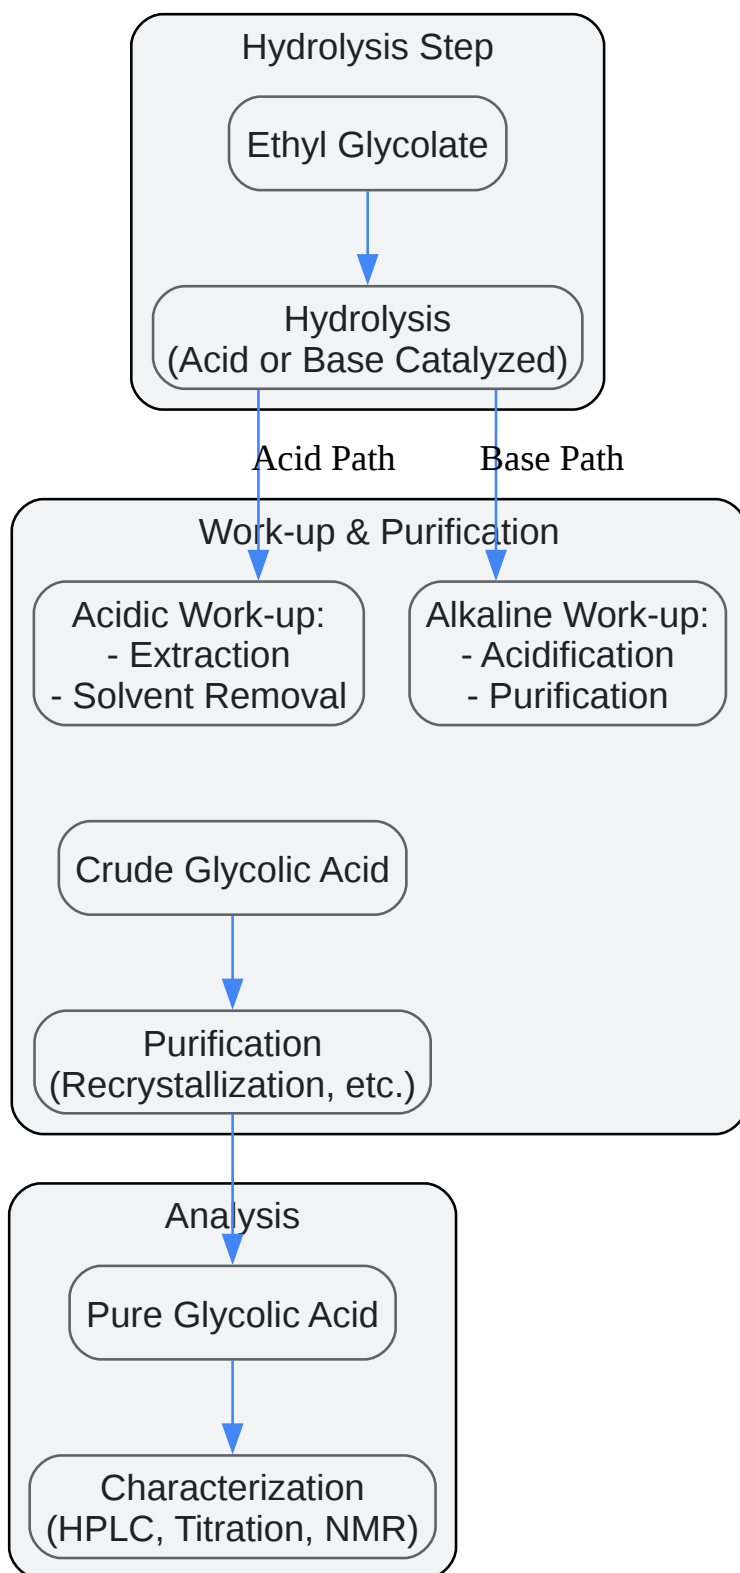 Hydrolysis Step
Ethyl Glycolate
Hydrolysis
(Acid or Base Catalyzed)
Acid Path
Base Path
Work-up & Purification
Acidic Work-up:
- Extraction
- Solvent Removal
Alkaline Work-up:
- Acidification
- Purification
Crude Glycolic Acid
Purification
(Recrystallization, etc.)
Analysis
Pure Glycolic Acid
Characterization
(HPLC, Titration, NMR)